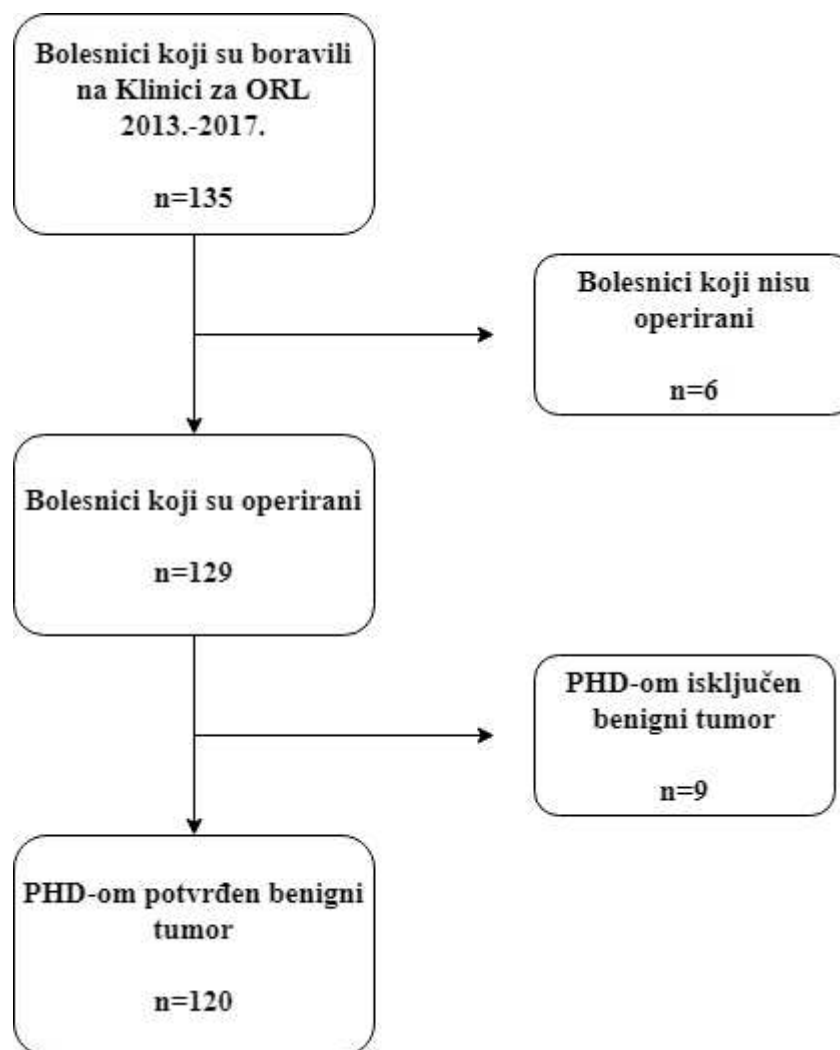 Bolesnici koji su boravili
na Klinici za ORL
2013.-2017.
n=135
Bolesnici koji nisu
operirani
n=6
Bolesnici koji su operirani
n=129
PHD-om isključen
benigni tumor
n=9
PHD-om potvrđen benigni
tumor
n=120